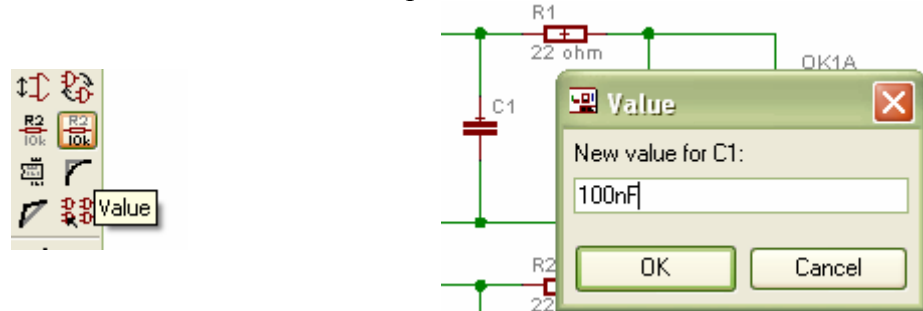 R2
10k
R2
10k
Value
R1
22 ohm
OK1A
C1
Value
New value for C1:
100nF
OK
Cancel
R2
22